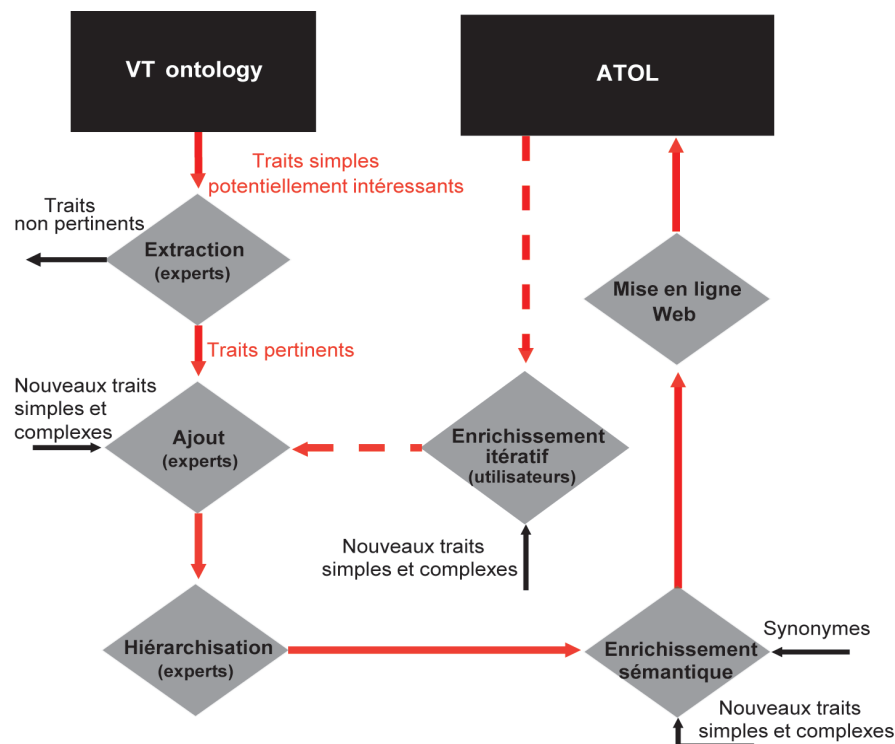 VT ontology
ATOL
Traits simples
potentiellement intéressants
Traits
non pertinents
Extraction
(experts)
Mise en ligne
Web
Traits pertinents
Nouveaux traits
simples et
complexes
Ajout
(experts)
Enrichissement
itératif
(utilisateurs)
Nouveaux traits
simples et complexes
Hiérarchisation
(experts)
Enrichissement
sémantique
Synonymes
Nouveaux traits
simples et complexes